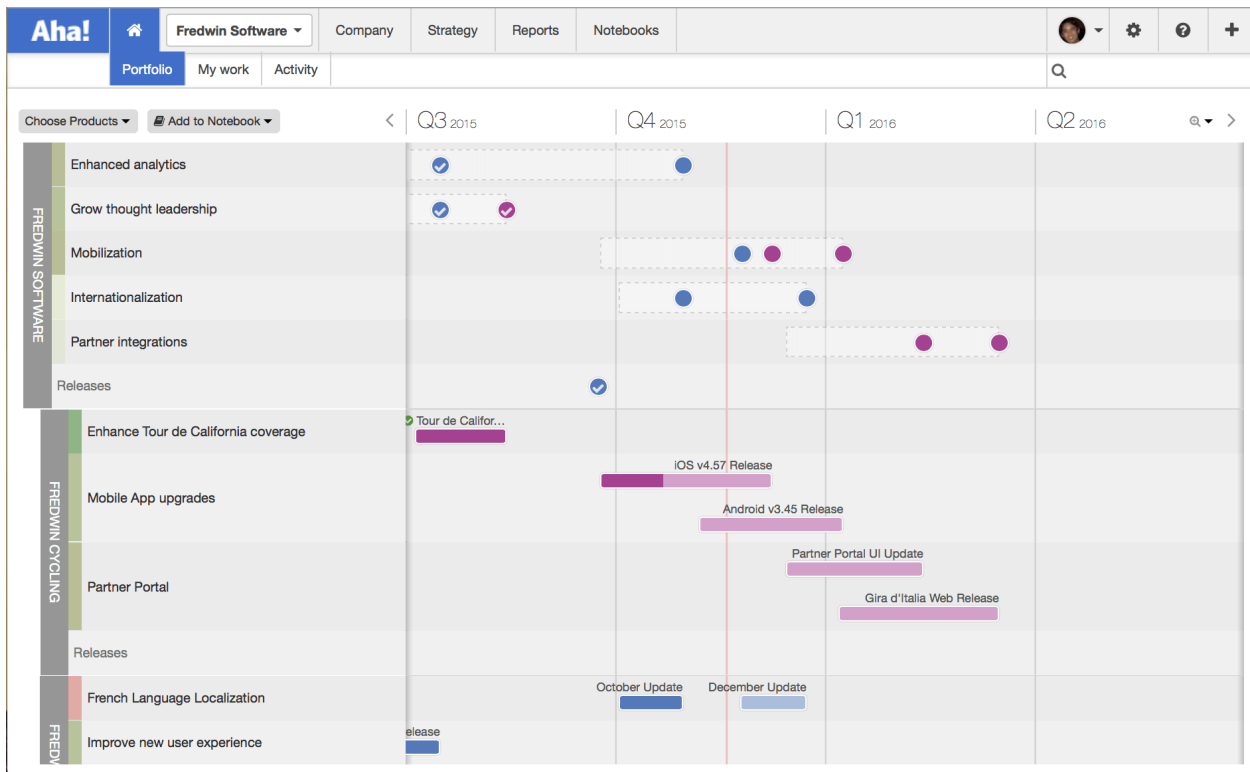 Aha!
Fredwin Software
Company
Strategy
Reports
Notebooks
Portfolio
My work
Activity
Choose Products
Add to Notebook
Q3 2015
Q4 2015
Q1 2016
Q2 2016
FREDWIN SOFTWARE
Enhanced analytics
Grow thought leadership
Mobilization
Internationalization
Partner integrations
Releases
FREDWIN CYCLING
Enhance Tour de California coverage
Tour de Califor...
Mobile App upgrades
iOS v4.57 Release
Android v3.45 Release
Partner Portal
Partner Portal UI Update
Gira d'Italia Web Release
Releases
FREDW
French Language Localization
October Update
December Update
Improve new user experience
elease